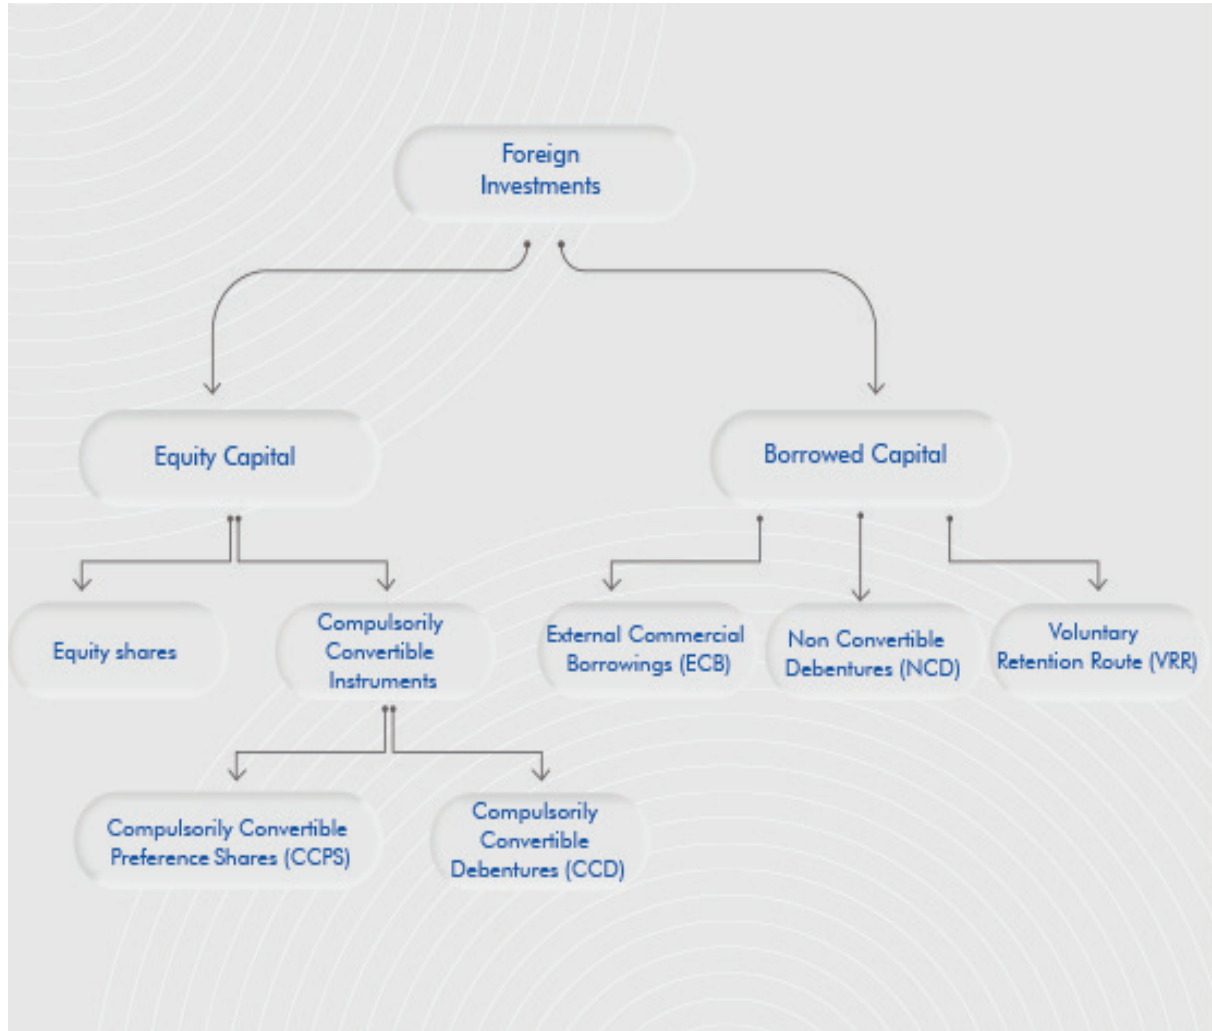 Foreign
Investments
Equity Capital
Borrowed Capital
Equity shares
Compulsorily
Convertible
Instruments
External Commercial
Borrowings (ECB)
Non Convertible
Debentures (NCD)
Voluntary
Retention Route (VRR)
Compulsorily Convertible
Preference Shares (CCPS)
Compulsorily
Convertible
Debentures (CCD)